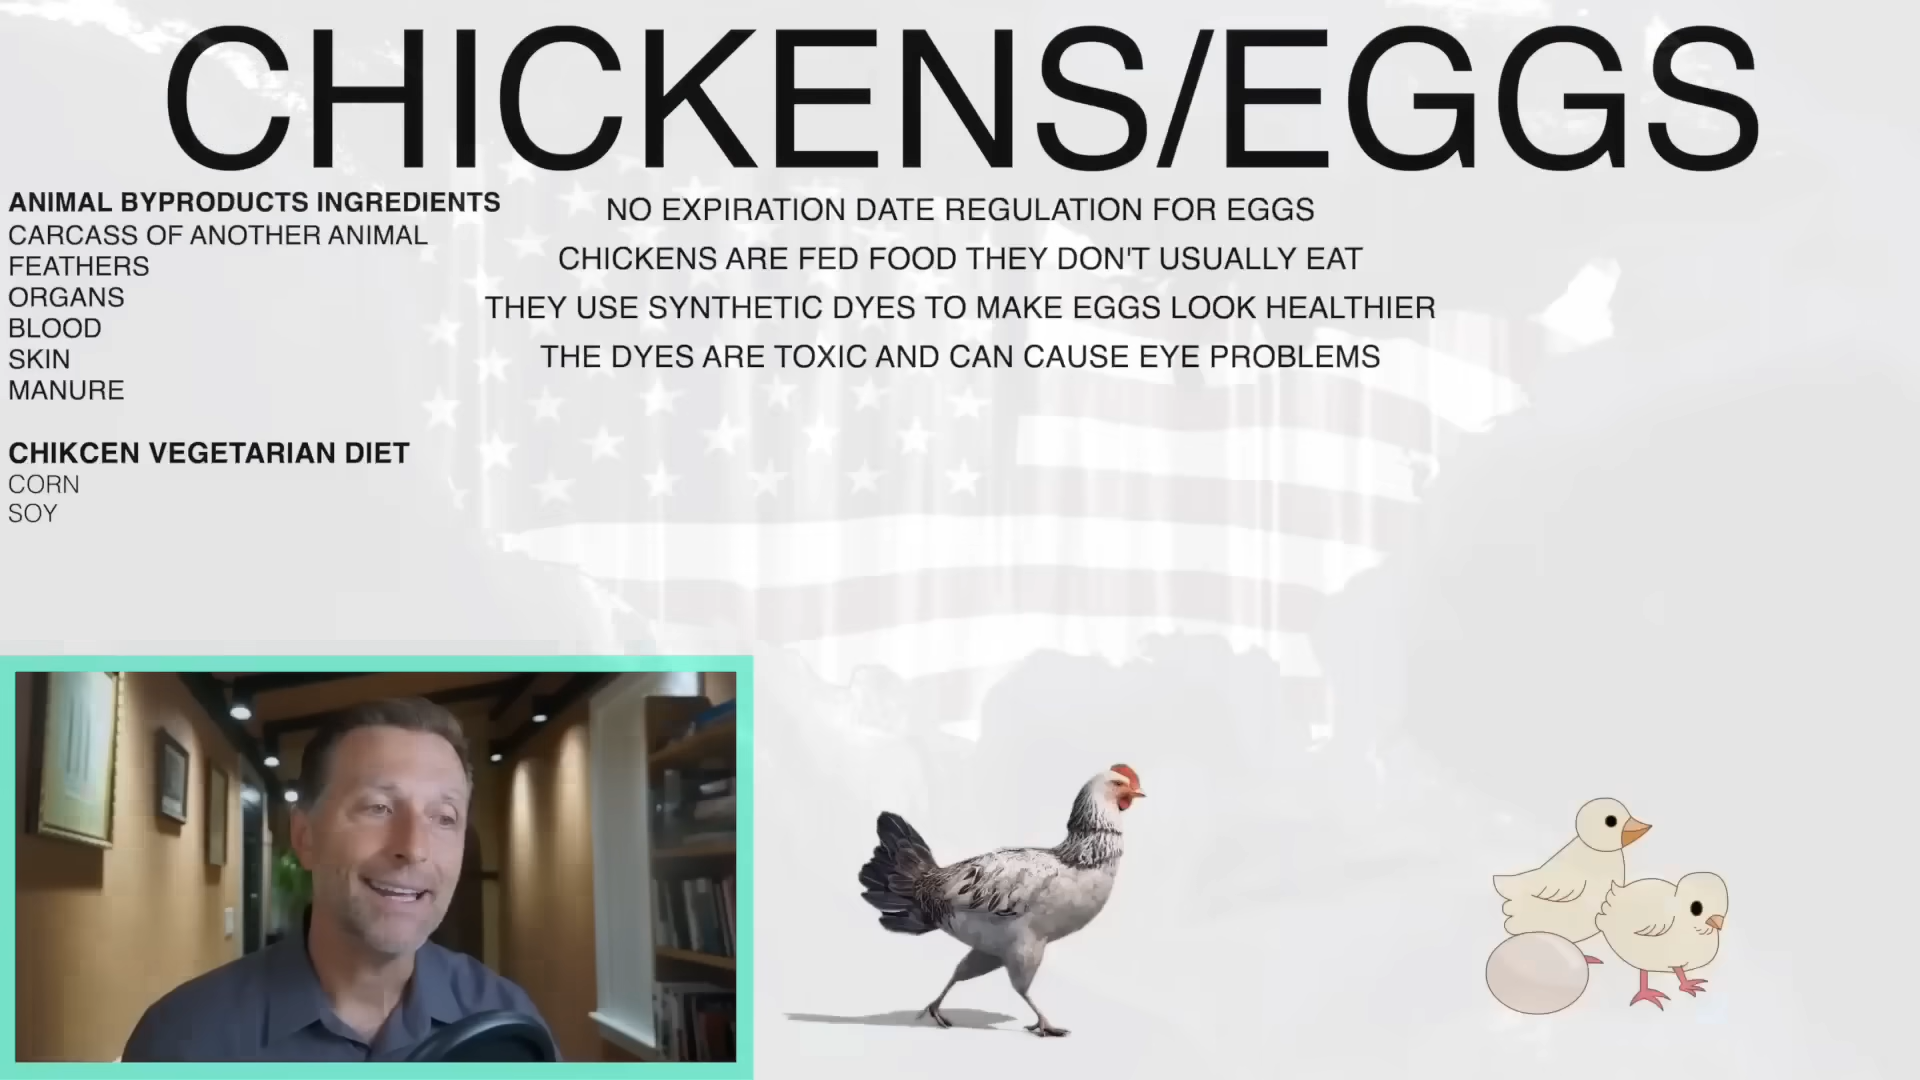 CHICKENS/EGGS
ANIMAL BYPRODUCTS INGREDIENTS
CARCASS OF ANOTHER ANIMAL
FEATHERS
ORGANS
BLOOD
SKIN
MANURE
CHIKCEN VEGETARIAN DIET
CORN
SOY
NO EXPIRATION DATE REGULATION FOR EGGS
CHICKENS ARE FED FOOD THEY DON'T USUALLY EAT
THEY USE SYNTHETIC DYES TO MAKE EGGS LOOK HEALTHIER
THE DYES ARE TOXIC AND CAN CAUSE EYE PROBLEMS